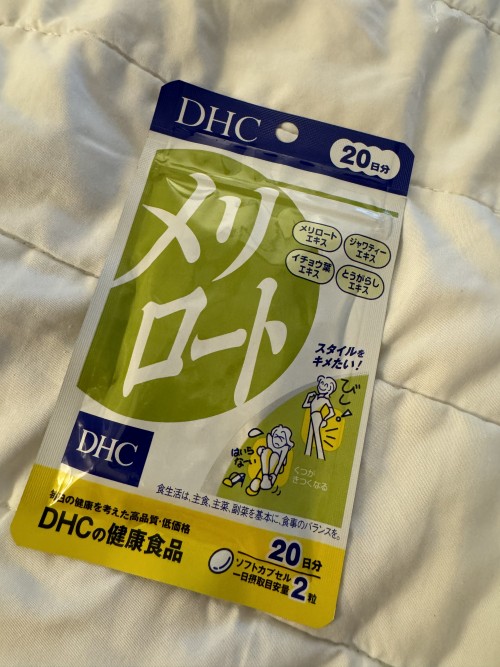 DHC
20日分
メリ
ロート
メリロート
エキス
ジャワティー
エキス
イチョウ葉
エキス
とうがらし
エキス
スタイルを
キメたい!
びしっ
はいら
な〜い
くつが
きつくなる
DHC
食生活は、主食、主菜、副菜を基本に、食事のバランスを。
毎日の健康を考えた高品質・低価格
DHCの健康食品
20日分
ソフトカプセル
一日摂取目安量2粒